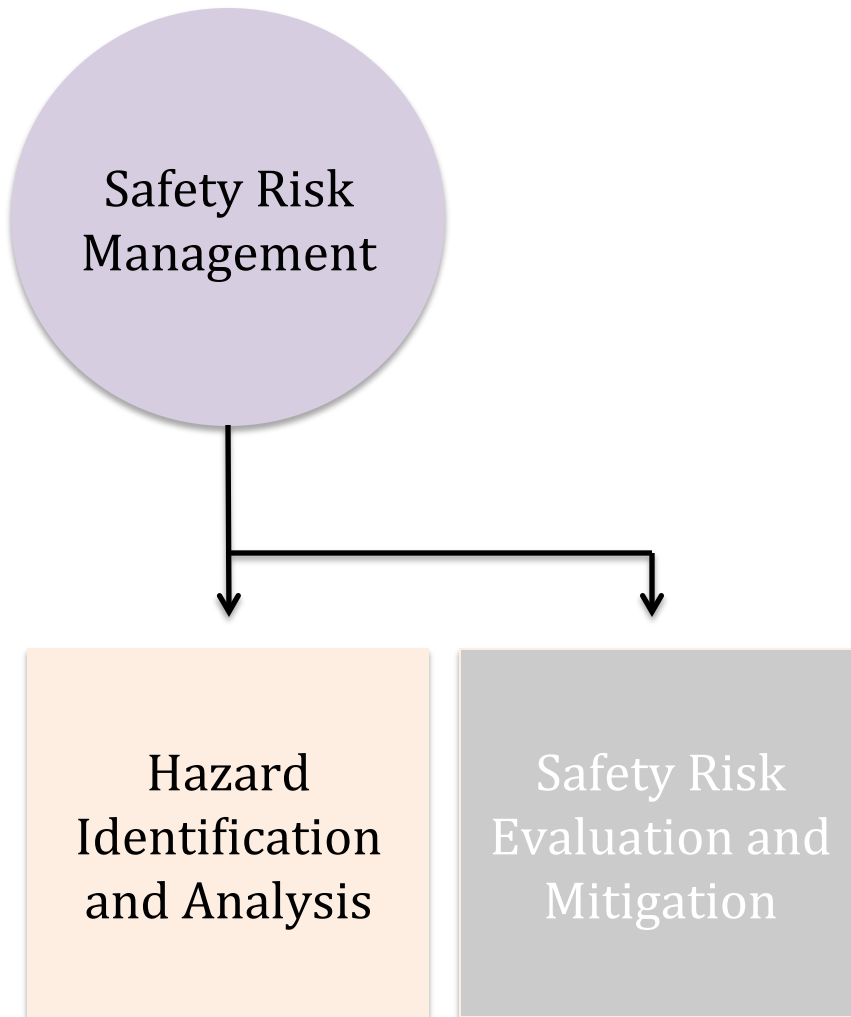 Safety Risk
Management
Hazard
Identification
and Analysis
Safety Risk
Evaluation and
Mitigation